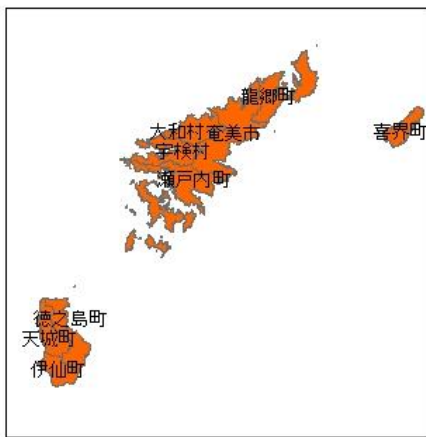 龍郷町
大和村
奄美市
喜界町
宇検村
瀬戸内町
徳之島町
天城町
伊仙町